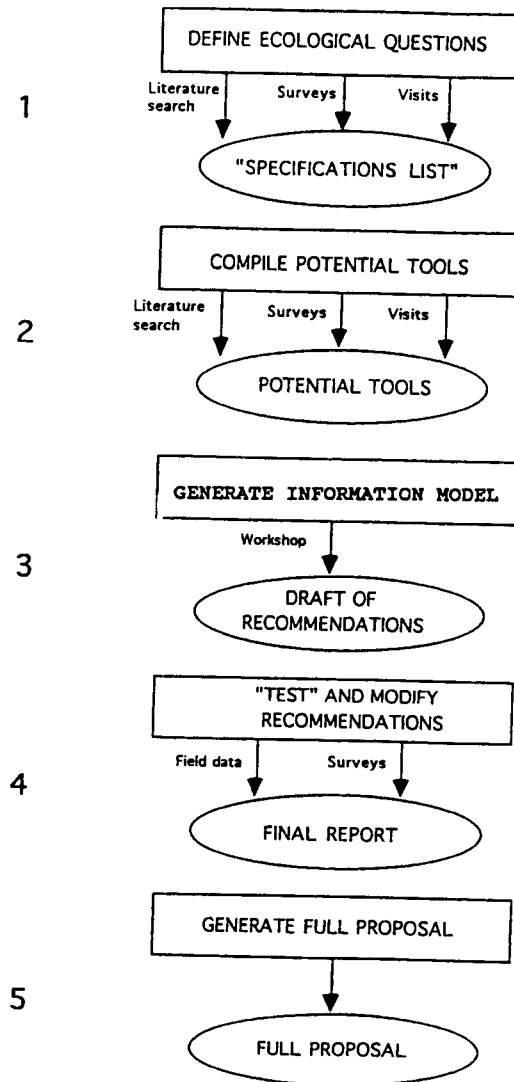 DEFINE ECOLOGICAL QUESTIONS
1
Literature
search
Surveys
Visits
"SPECIFICATIONS LIST"
COMPILE POTENTIAL TOOLS
2
Literature
search
Surveys
Visits
POTENTIAL TOOLS
GENERATE INFORMATION MODEL
3
Workshop
DRAFT OF
RECOMMENDATIONS
"TEST" AND MODIFY
RECOMMENDATIONS
4
Field data
Surveys
FINAL REPORT
GENERATE FULL PROPOSAL
5
FULL PROPOSAL